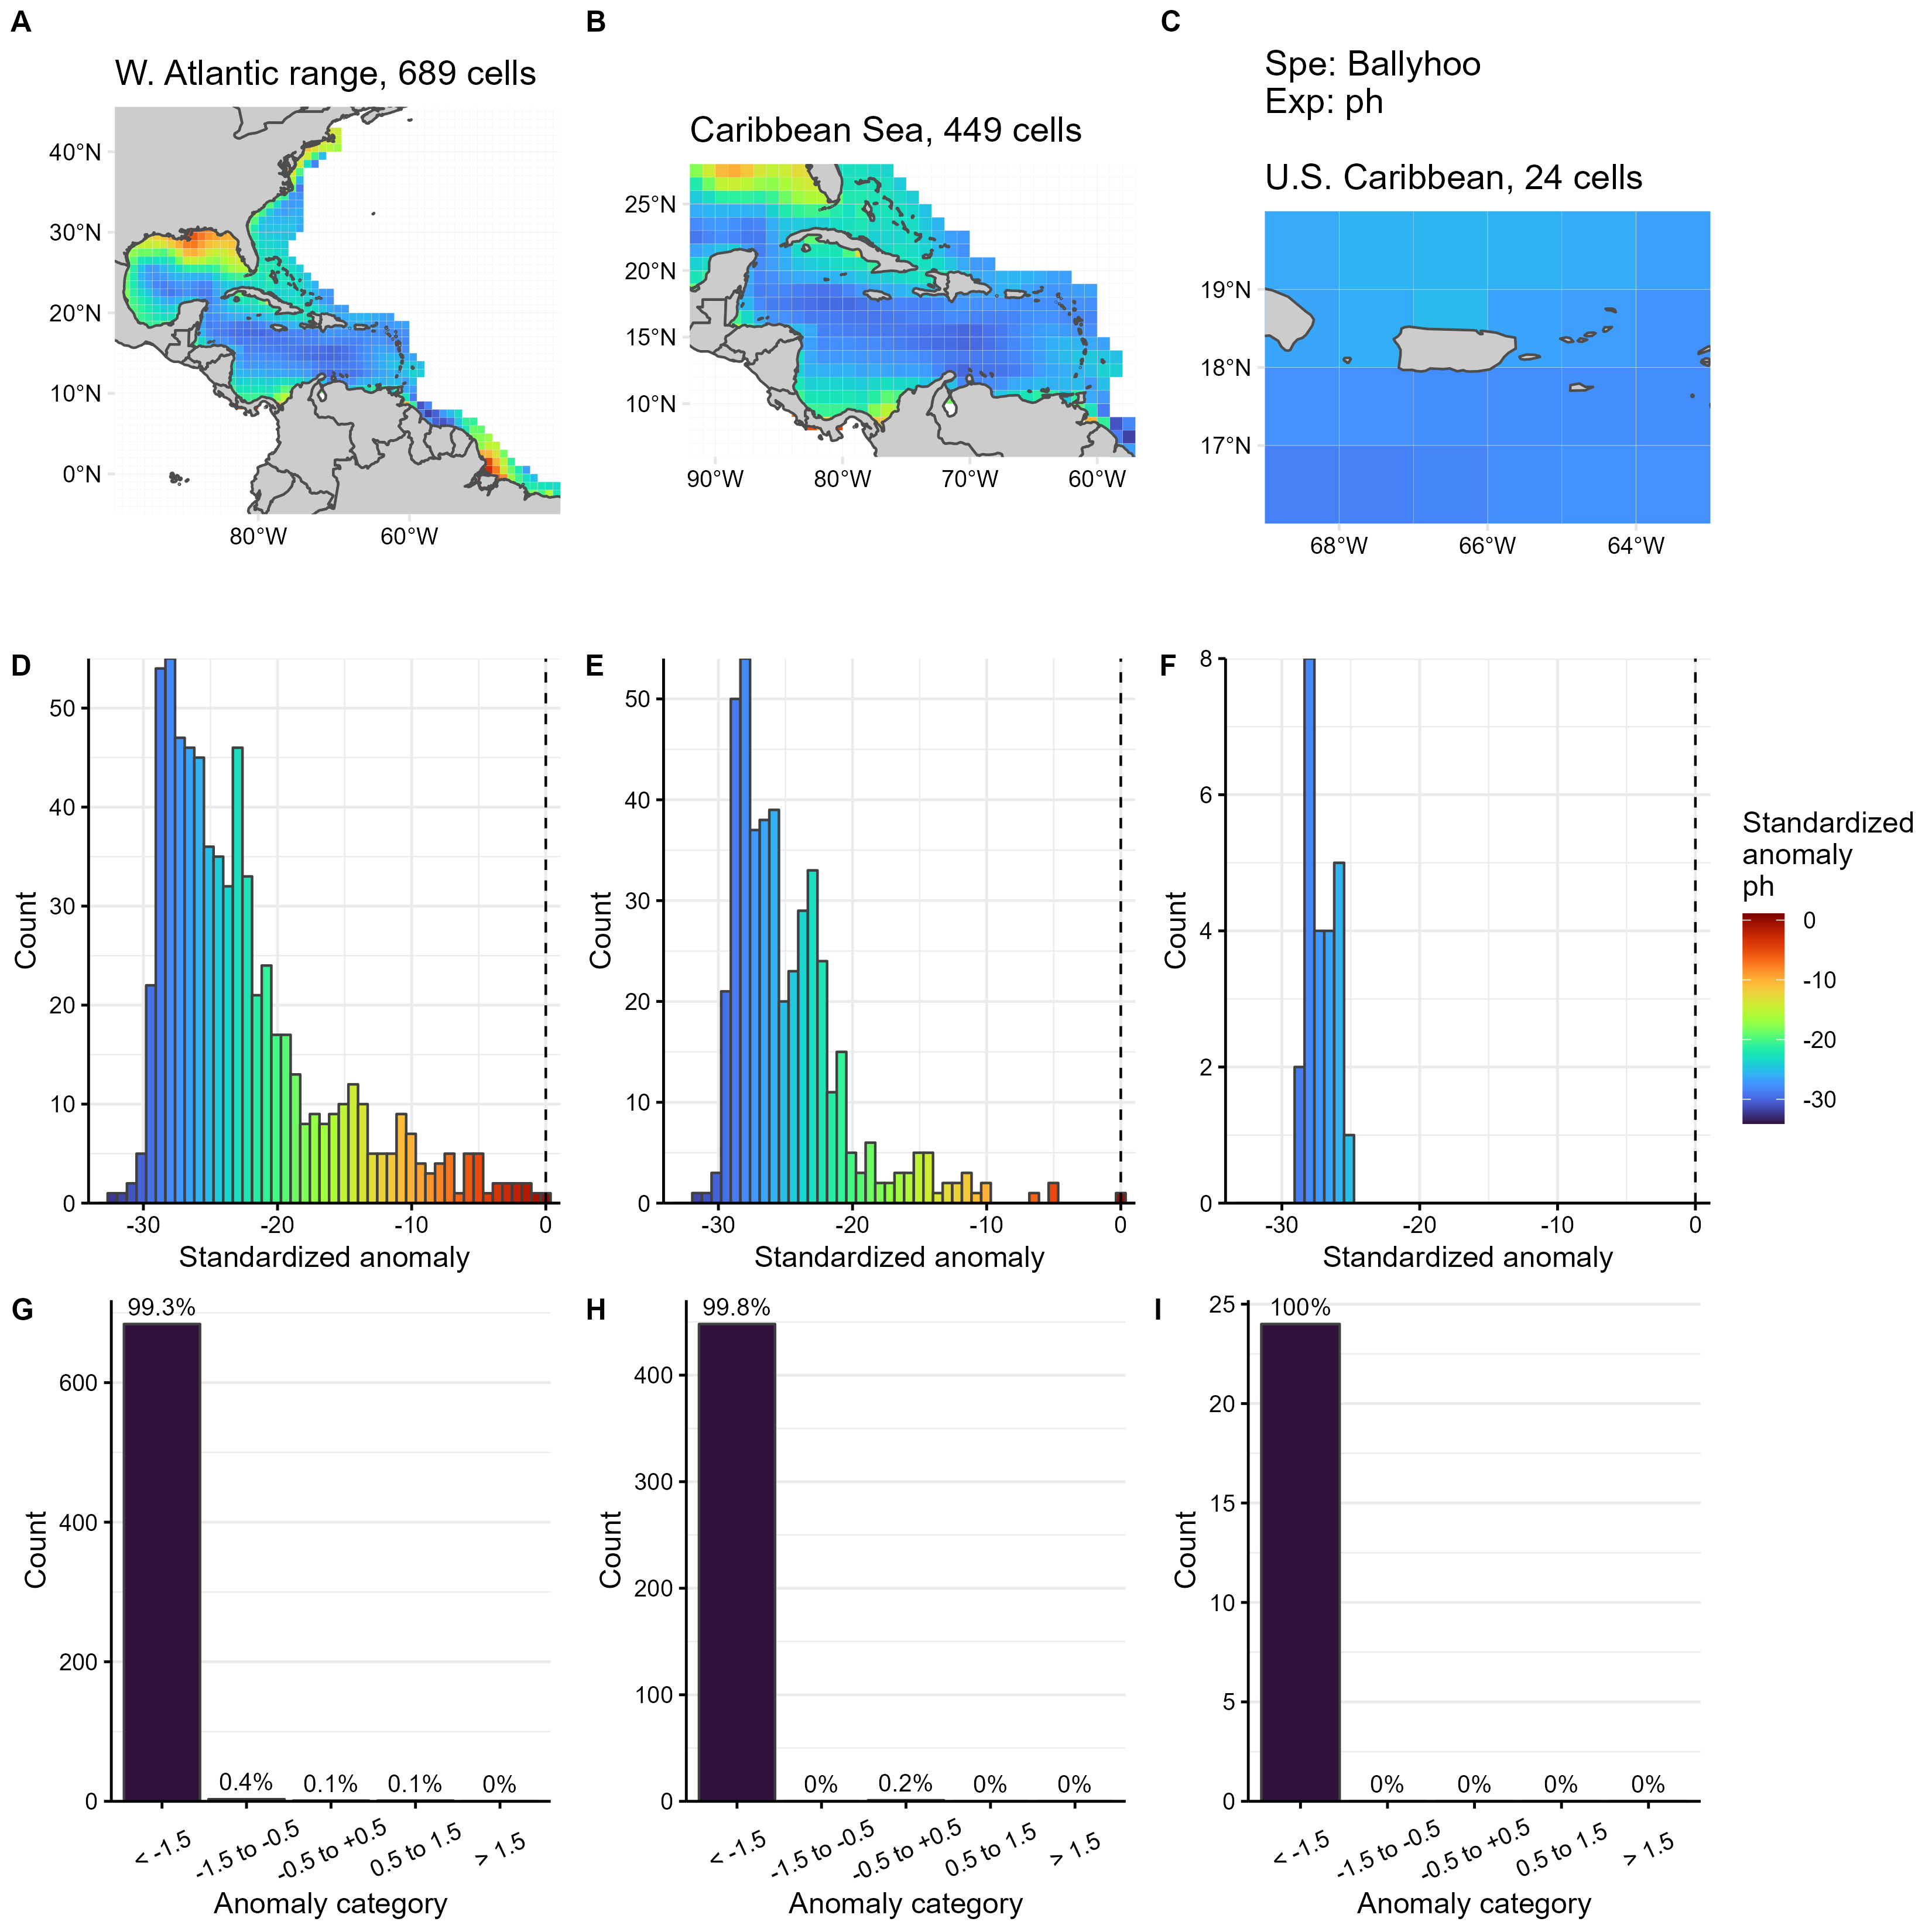 A
W. Atlantic range, 689 cells
40°N
30°N
20°N
10°N
0°N
80°W 60°W
B
Caribbean Sea, 449 cells
25°N
20°N
15°N
10°N
90°W 80°W 70°W 60°W
C
Spe: Ballyhoo
Exp: ph
U.S. Caribbean, 24 cells
19°N
18°N
17°N
68°W 66°W 64°W
D
Count
50
40
30
20
10
0
-30 -20 -10 0
Standardized anomaly
E
Count
50
40
30
20
10
0
-30 -20 -10 0
Standardized anomaly
F
Count
8
6
4
2
0
-30 -20 -10 0
Standardized anomaly
Standardized
anomaly
ph
0
-10
-20
-30
G
Count
600
400
200
0
99.3%
0.4% 0.1% 0.1% 0%
< -1.5 -1.5 to -0.5 -0.5 to +0.5 0.5 to 1.5 > 1.5
Anomaly category
H
Count
400
300
200
100
0
99.8%
0% 0.2% 0% 0%
< -1.5 -1.5 to -0.5 -0.5 to +0.5 0.5 to 1.5 > 1.5
Anomaly category
I
Count
25
20
15
10
5
0
100%
0% 0% 0% 0%
< -1.5 -1.5 to -0.5 -0.5 to +0.5 0.5 to 1.5 > 1.5
Anomaly category